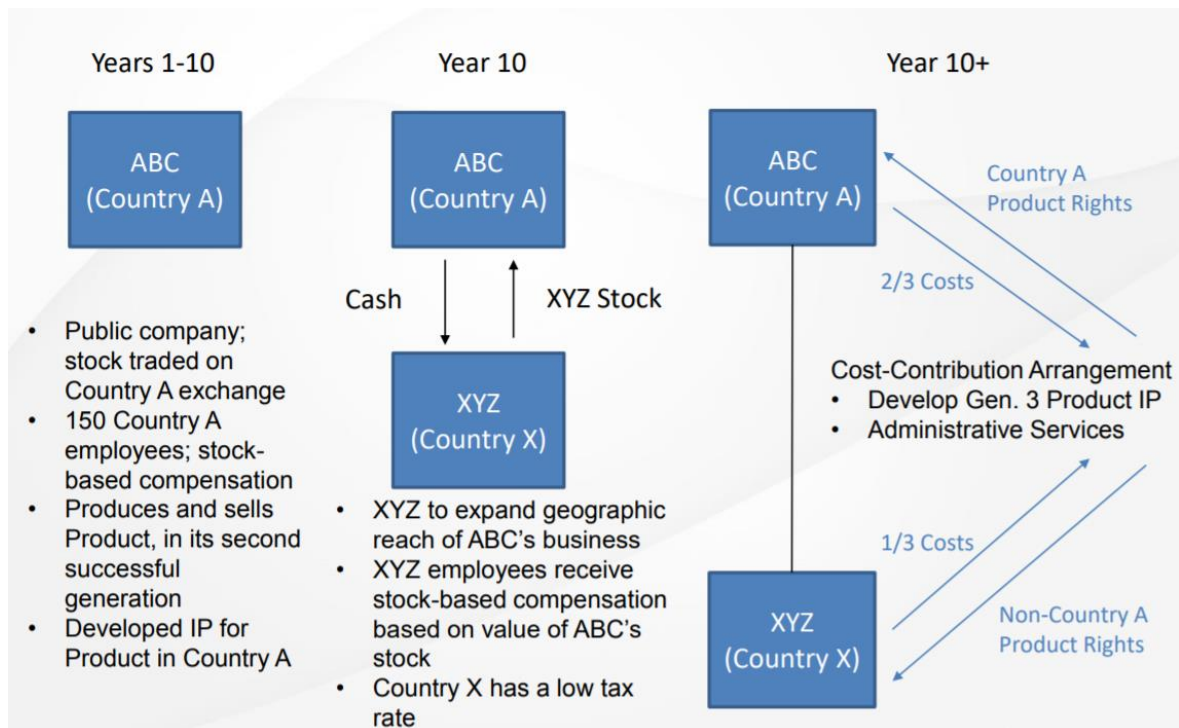 Years 1-10
ABC
(Country A)
• Public company;
stock traded on
Country A exchange
• 150 Country A
employees; stock-
based compensation
• Produces and sells
Product, in its second
successful
generation
• Developed IP for
Product in Country A
Year 10
ABC
(Country A)
Cash
XYZ Stock
XYZ
(Country X)
• XYZ to expand geographic
reach of ABC’s business
• XYZ employees receive
stock-based compensation
based on value of ABC’s
stock
• Country X has a low tax
rate
Year 10+
ABC
(Country A)
Country A
Product Rights
2/3 Costs
Cost-Contribution Arrangement
• Develop Gen. 3 Product IP
• Administrative Services
1/3 Costs
XYZ
(Country X)
Non-Country A
Product Rights